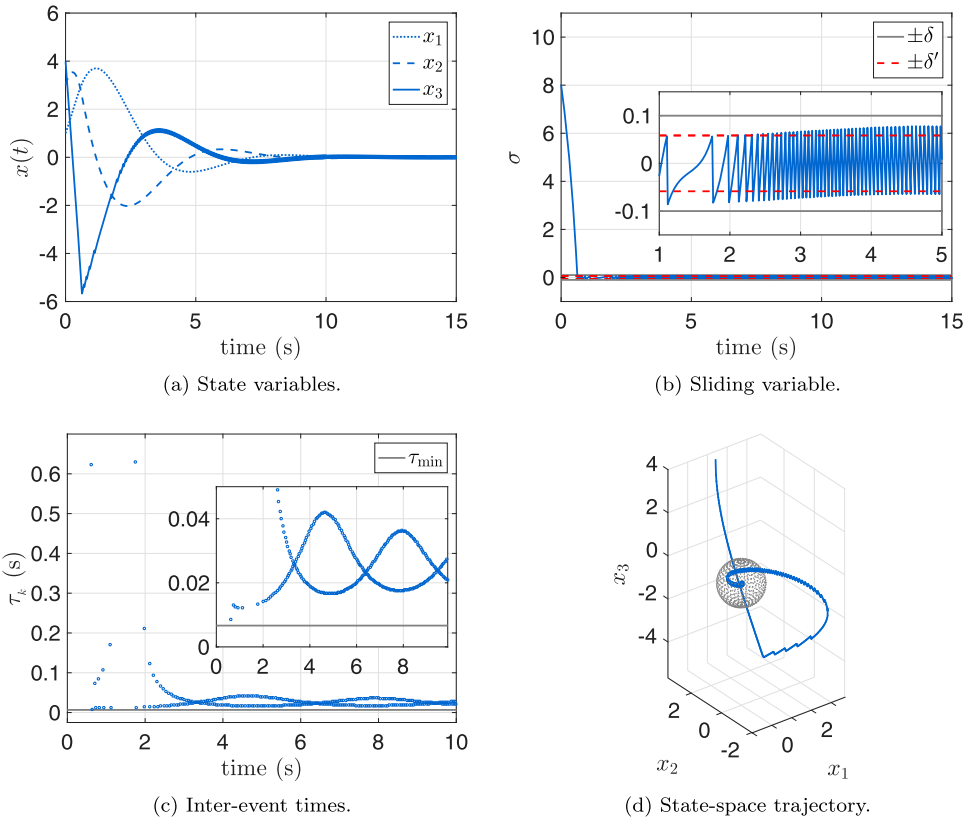 6
4
2
0
-2
-4
-6
x(t)
x₁
x₂
x₃
0 5 10 15
time (s)
(a) State variables.
10
8
6
4
2
0
σ
±δ
±δ′
0.1
0
-0.1
1 2 3 4 5
0 5 10 15
time (s)
(b) Sliding variable.
0.6
0.5
0.4
0.3
0.2
0.1
0
τₖ (s)
τ_min
0.04
0.02
0
0 2 4 6 8
0 2 4 6 8 10
time (s)
(c) Inter-event times.
4
2
0
-2
-4
x₃
2
0
-2
x₂
0
2
x₁
(d) State-space trajectory.